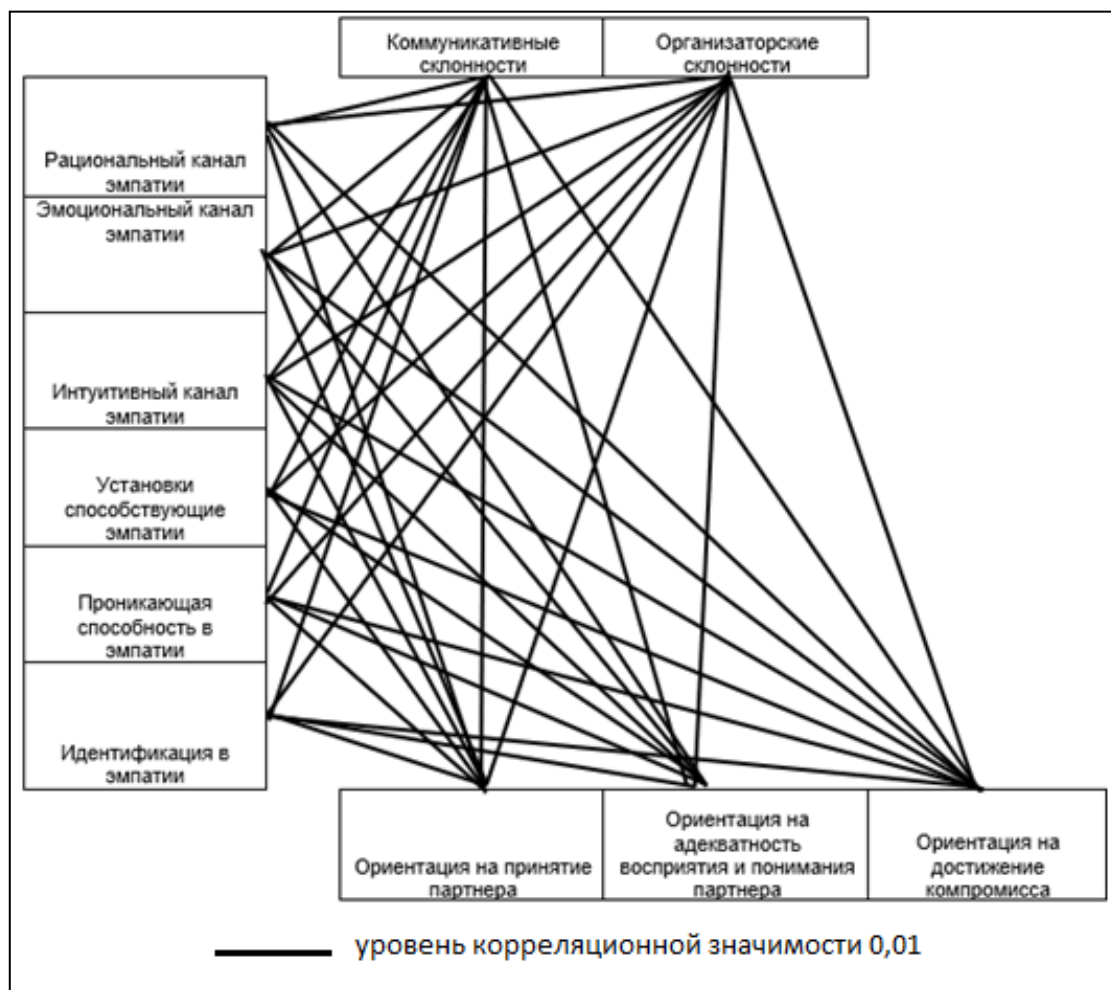 Коммуникативные
склонности
Организаторские
склонности
Рациональный канал
эмпатии
Эмоциональный канал
эмпатии
Интуитивный канал
эмпатии
Установки
способствующие
эмпатии
Проникающая
способность в
эмпатии
Идентификация в
эмпатии
Ориентация на принятие
партнера
Ориентация на
адекватность
восприятия и понимания
партнера
Ориентация на
достижение
компромисса
уровень корреляционной значимости 0,01